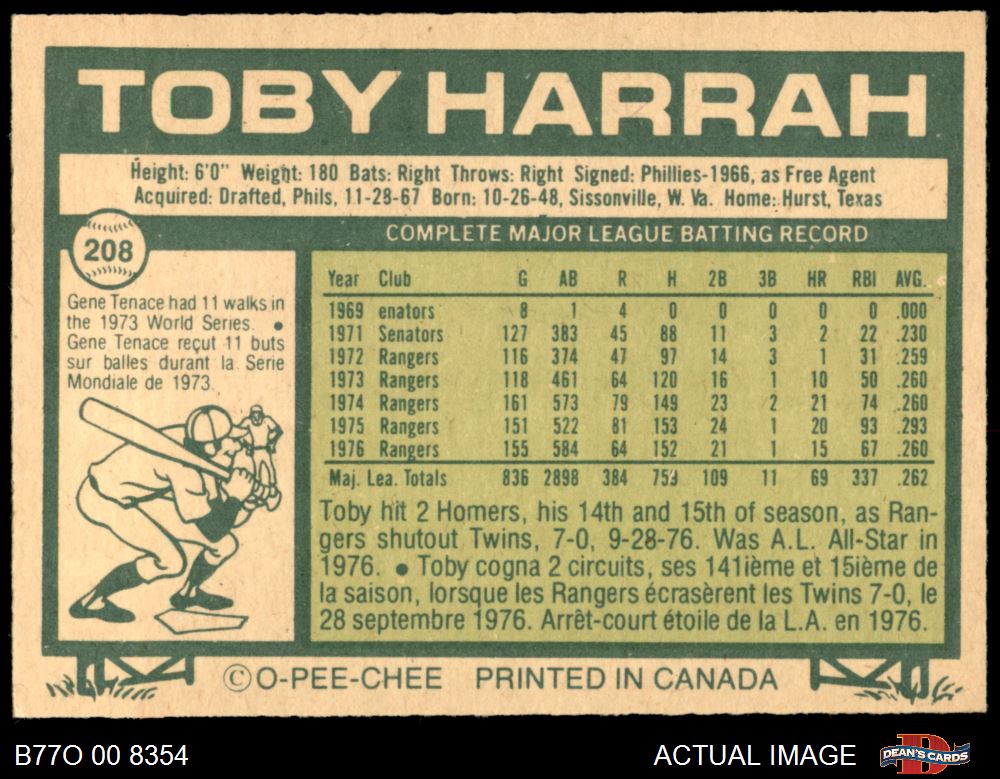 TOBY HARRAH
Height: 6'0" Weight: 180 Bats: Right Throws: Right Signed: Phillies-1966, as Free Agent
Acquired: Drafted, Phils, 11-28-67 Born: 10-26-48, Sissonville, W. Va. Home: Hurst, Texas
208
Gene Tenace had 11 walks in
the 1973 World Series. ●
Gene Tenace reçut 11 buts
sur balles durant la Serie
Mondiale de 1973.
COMPLETE MAJOR LEAGUE BATTING RECORD
Year Club G AB R H 2B 3B HR RBI AVG.
1969 enators 8 1 4 0 0 0 0 0 .000
1971 Senators 127 383 45 88 11 3 2 22 .230
1972 Rangers 116 374 47 97 14 3 1 31 .259
1973 Rangers 118 461 64 120 16 1 10 50 .260
1974 Rangers 161 573 79 149 23 2 21 74 .260
1975 Rangers 151 522 81 153 24 1 20 93 .293
1976 Rangers 155 584 64 152 21 1 15 67 .260
Maj. Lea. Totals 836 2898 384 759 109 11 69 337 .262
Toby hit 2 Homers, his 14th and 15th of season, as Ran-
gers shutout Twins, 7-0, 9-28-76. Was A.L. All-Star in
1976. ● Toby cogna 2 circuits, ses 141ième et 15ième de
la saison, lorsque les Rangers écrasèrent les Twins 7-0, le
28 septembre 1976. Arrêt-court étoile de la L.A. en 1976.
©O-PEE-CHEE PRINTED IN CANADA
B77O 00 8354 ACTUAL IMAGE DEAN'S CARDS